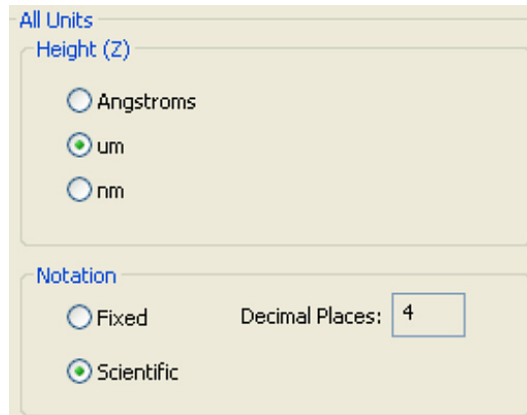 All Units
Height (Z)
Angstroms
um
nm
Notation
Fixed Decimal Places: 4
Scientific